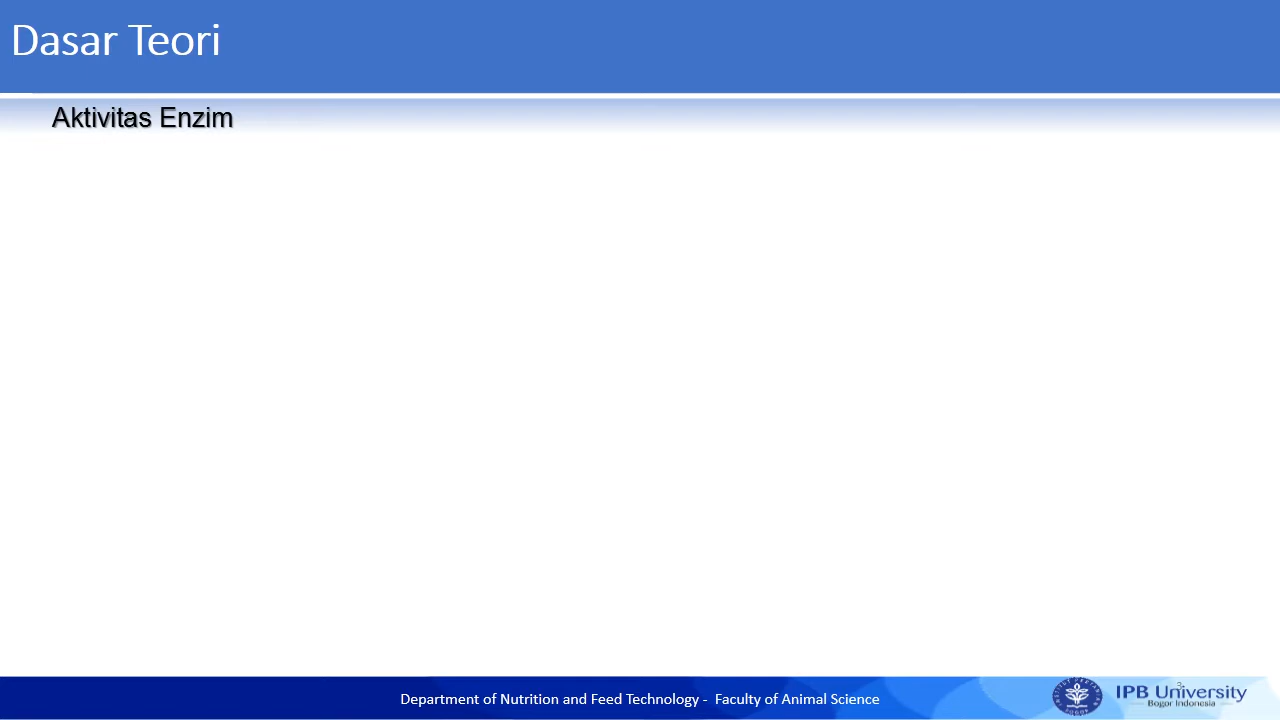 Dasar Teori
Aktivitas Enzim
Department of Nutrition and Feed Technology - Faculty of Animal Science
IPB University
Bogor Indonesia